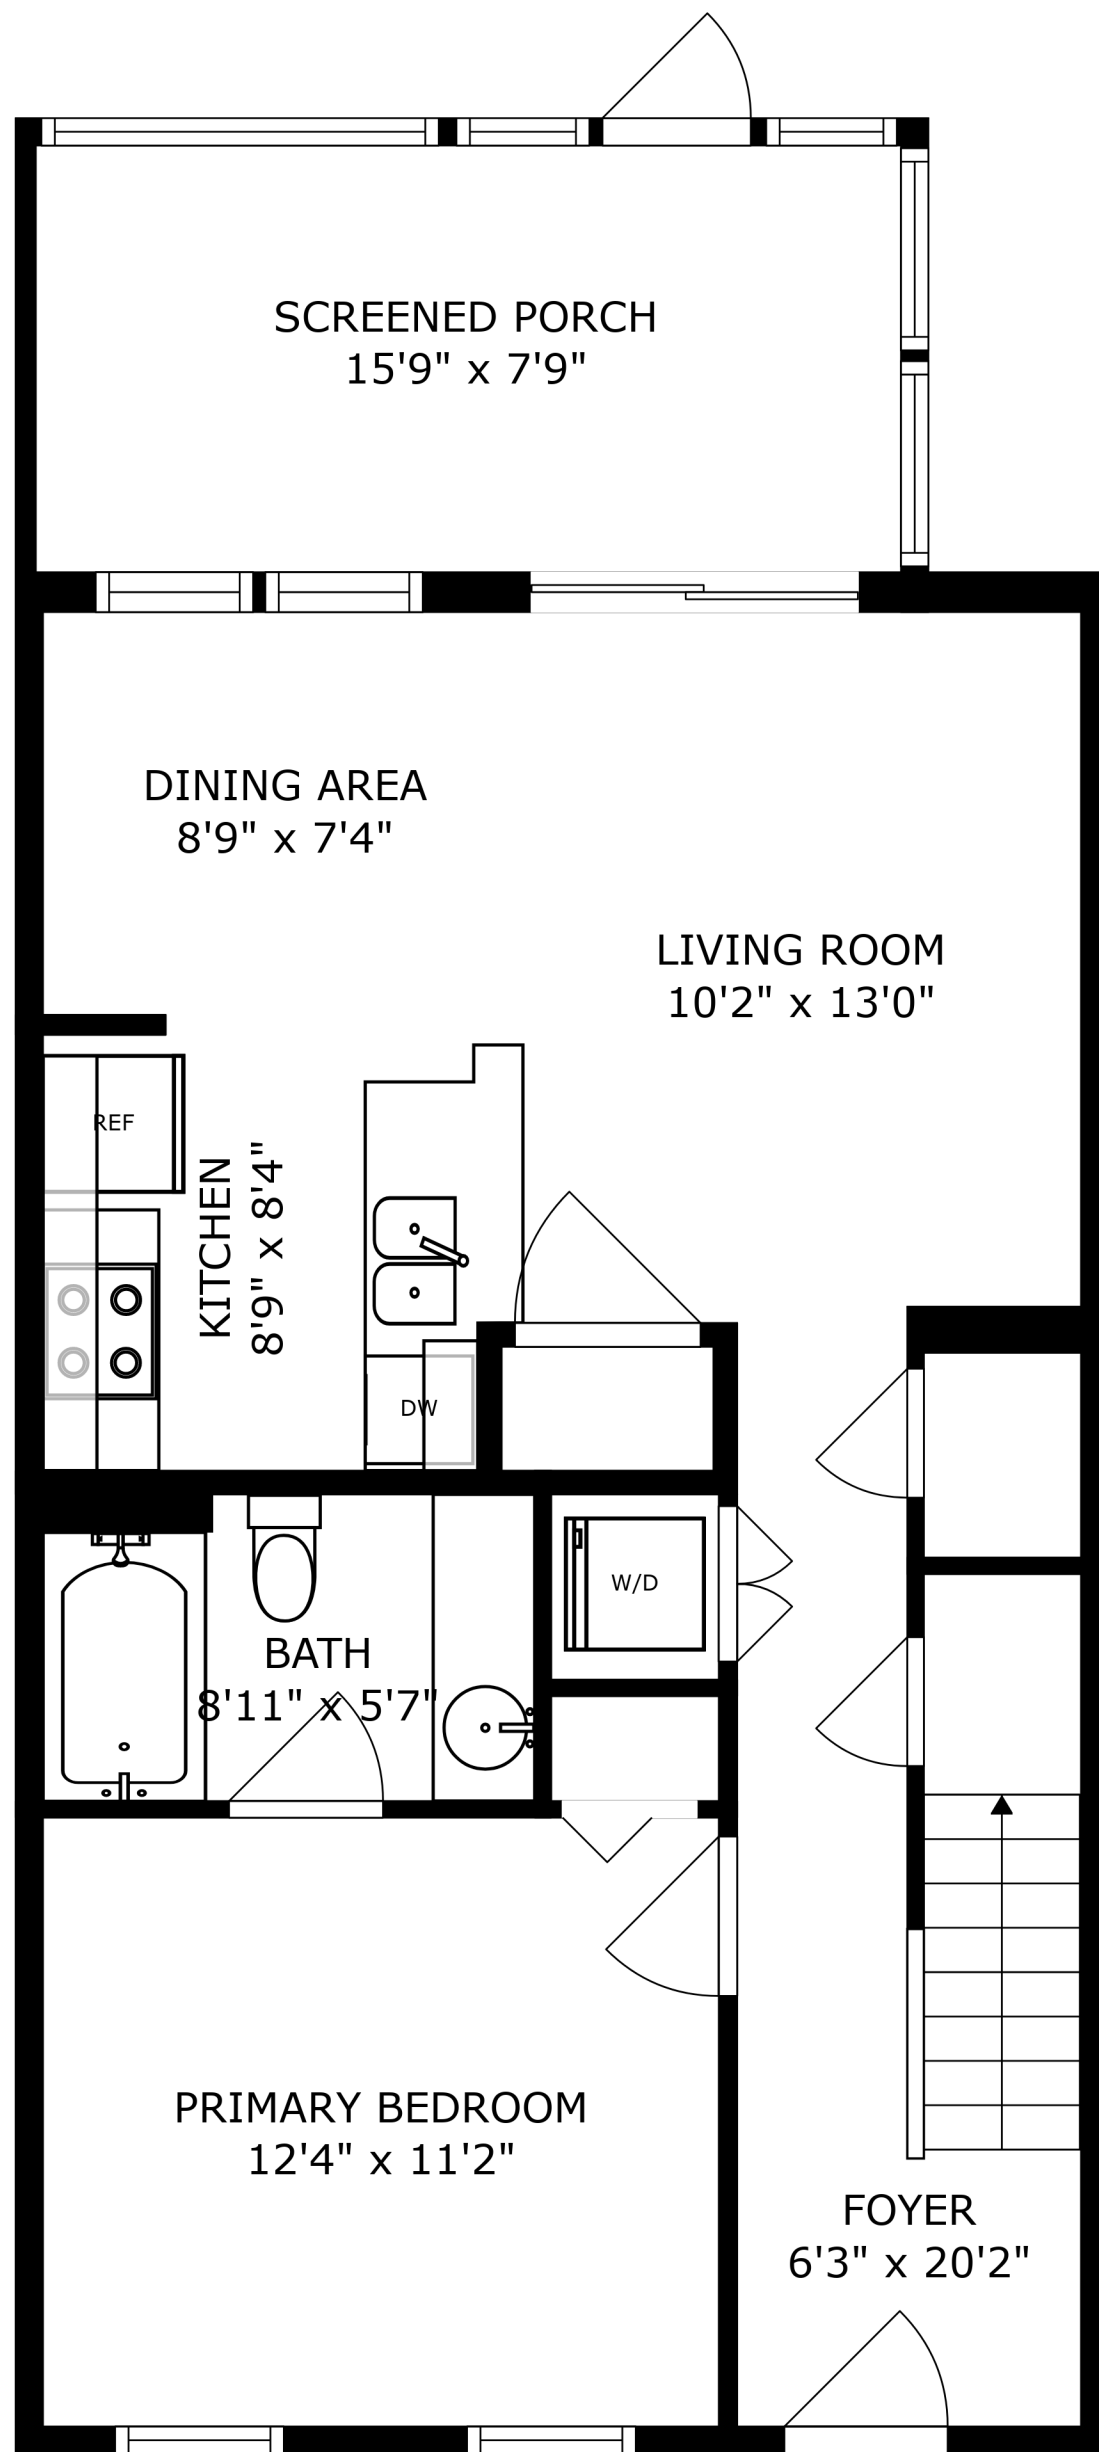 SCREENED PORCH
15'9" x 7'9"
DINING AREA
8'9" x 7'4"
LIVING ROOM
10'2" x 13'0"
REF
KITCHEN
8'9" x 8'4"
DW
W/D
BATH
8'11" x 5'7"
PRIMARY BEDROOM
12'4" x 11'2"
FOYER
6'3" x 20'2"